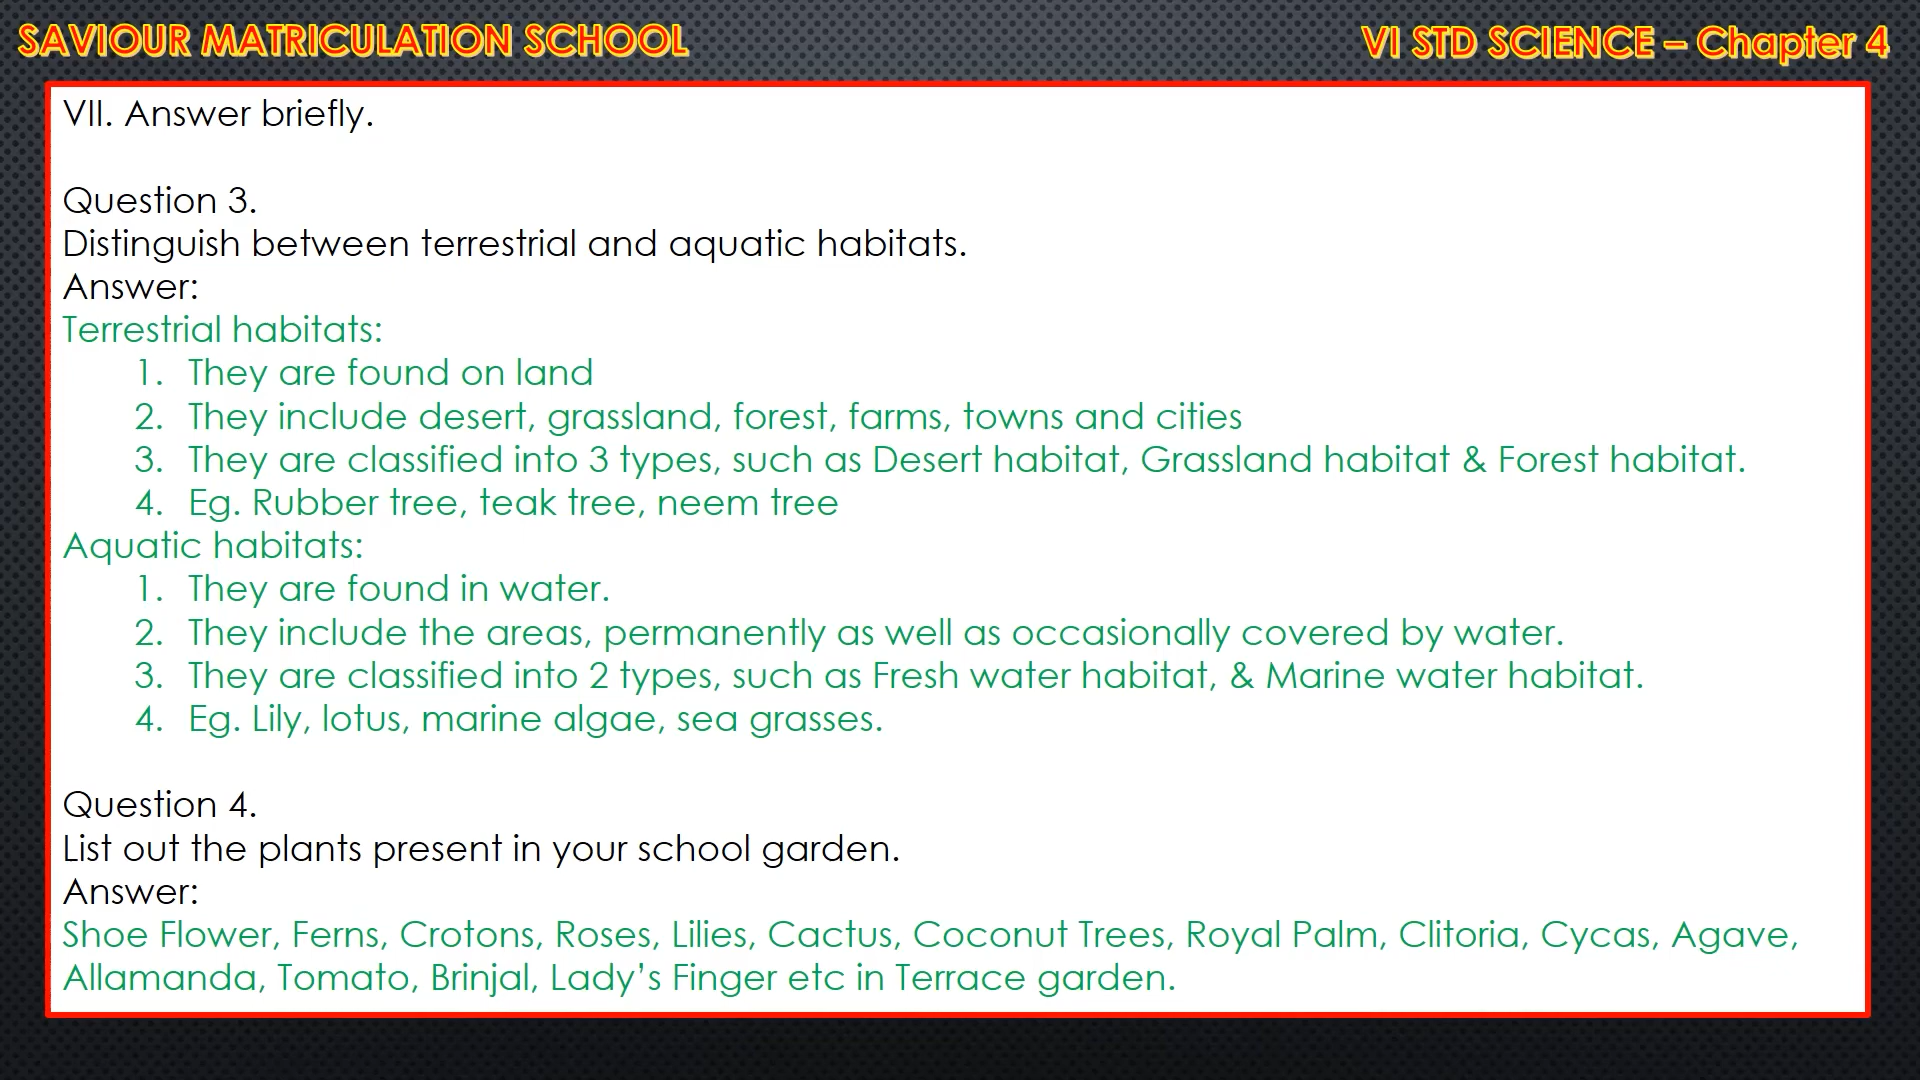 SAVIOUR MATRICULATION SCHOOL
VI STD SCIENCE – Chapter 4
VII. Answer briefly.
Question 3.
Distinguish between terrestrial and aquatic habitats.
Answer:
Terrestrial habitats:
1. They are found on land
2. They include desert, grassland, forest, farms, towns and cities
3. They are classified into 3 types, such as Desert habitat, Grassland habitat & Forest habitat.
4. Eg. Rubber tree, teak tree, neem tree
Aquatic habitats:
1. They are found in water.
2. They include the areas, permanently as well as occasionally covered by water.
3. They are classified into 2 types, such as Fresh water habitat, & Marine water habitat.
4. Eg. Lily, lotus, marine algae, sea grasses.
Question 4.
List out the plants present in your school garden.
Answer:
Shoe Flower, Ferns, Crotons, Roses, Lilies, Cactus, Coconut Trees, Royal Palm, Clitoria, Cycas, Agave,
Allamanda, Tomato, Brinjal, Lady’s Finger etc in Terrace garden.